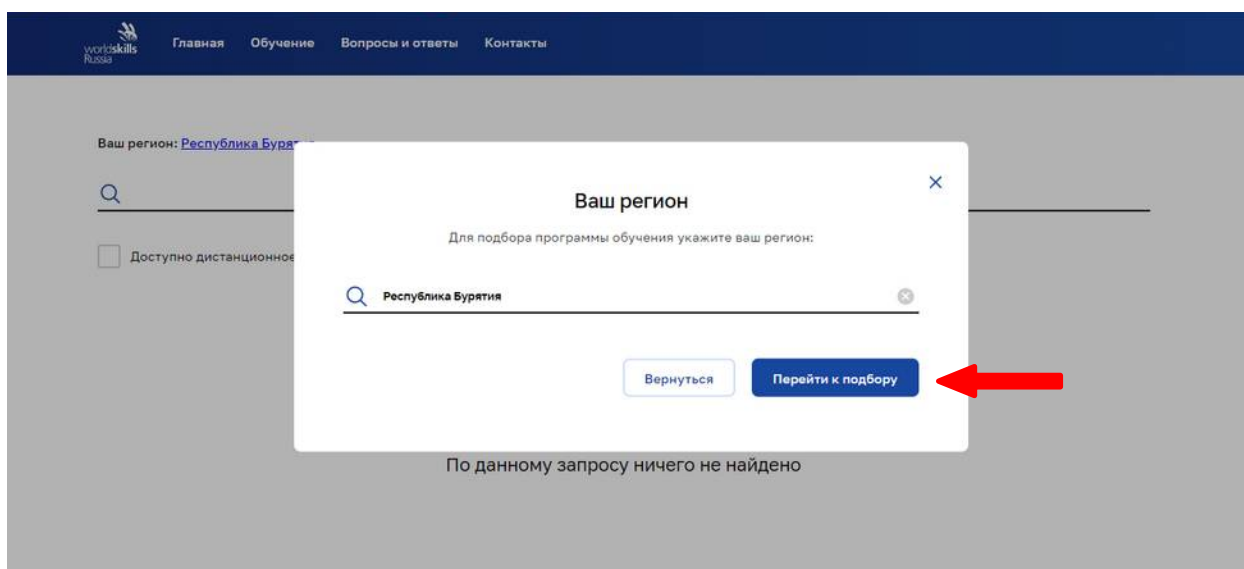 worldskills
Russia
Главная Обучение Вопросы и ответы Контакты
Ваш регион: Республика
Ваш регион
Для подбора программы обучения укажите ваш регион:
Доступно дистанционное
Республика Бурятия
Вернуться Перейти к подбору
По данному запросу ничего не найдено